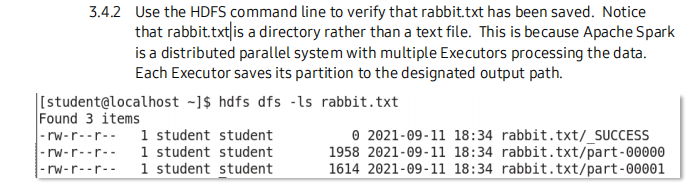 3.4.2 Use the HDFS command line to verify that rabbit.txt has been saved. Notice
that rabbit.txt is a directory rather than a text file. This is because Apache Spark
is a distributed parallel system with multiple Executors processing the data.
Each Executor saves its partition to the designated output path.
[student@localhost ~]$ hdfs dfs -ls rabbit.txt
Found 3 items
-rw-r--r-- 1 student student 0 2021-09-11 18:34 rabbit.txt/_SUCCESS
-rw-r--r-- 1 student student 1958 2021-09-11 18:34 rabbit.txt/part-00000
-rw-r--r-- 1 student student 1614 2021-09-11 18:34 rabbit.txt/part-00001